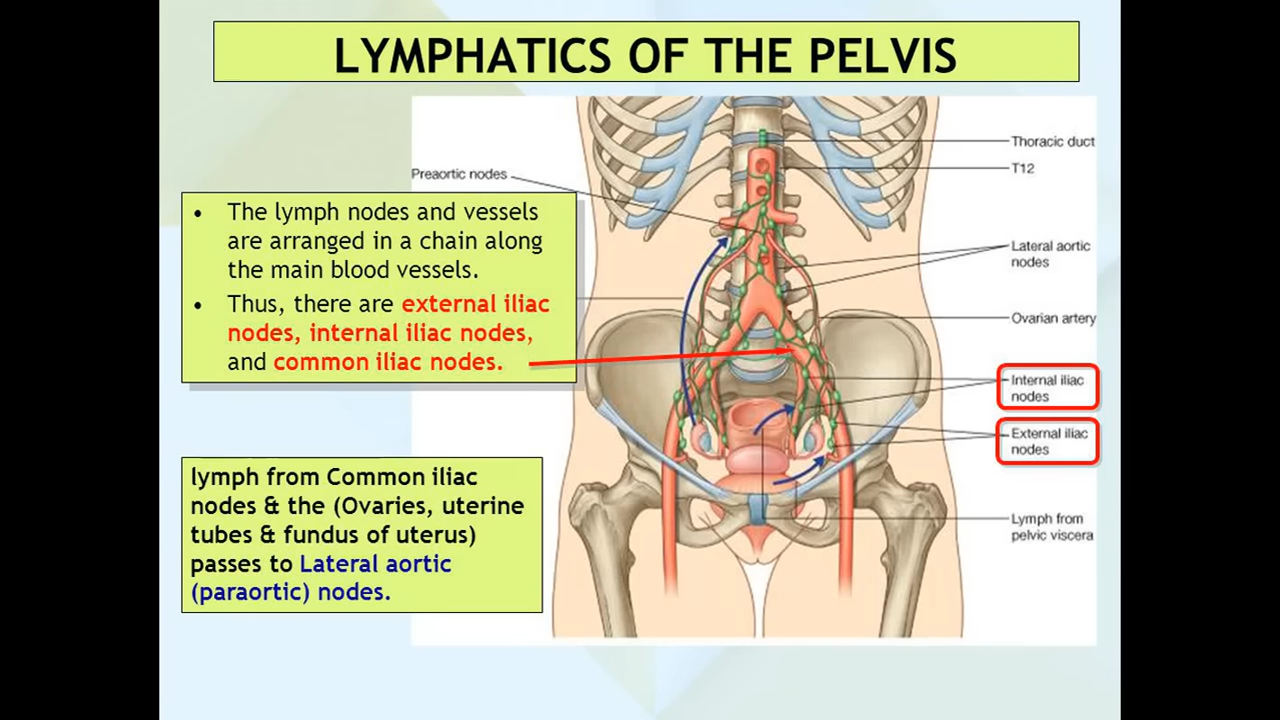 LYMPHATICS OF THE PELVIS
Preaortic nodes
• The lymph nodes and vessels
are arranged in a chain along
the main blood vessels.
• Thus, there are external iliac
nodes, internal iliac nodes,
and common iliac nodes.
lymph from Common iliac
nodes & the (Ovaries, uterine
tubes & fundus of uterus)
passes to Lateral aortic
(paraortic) nodes.
Thoracic duct
T12
Lateral aortic
nodes
Ovarian artery
Internal iliac
nodes
External iliac
nodes
Lymph from
pelvic viscera